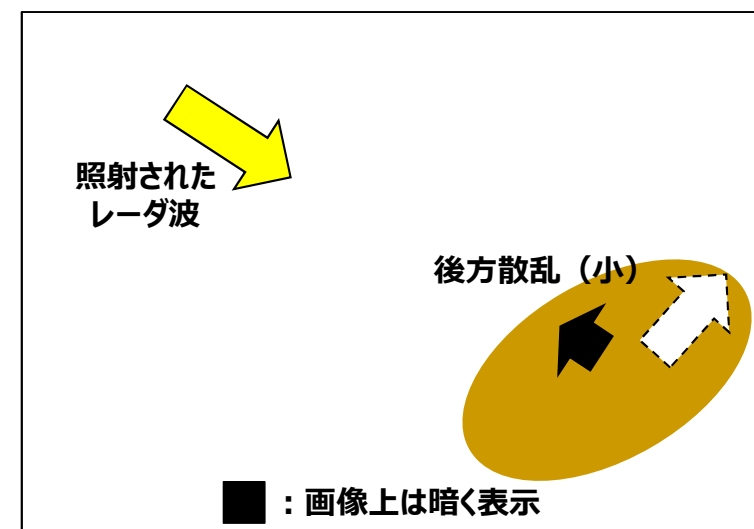 照射された
レーダ波
後方散乱（小）
：画像上は暗く表示